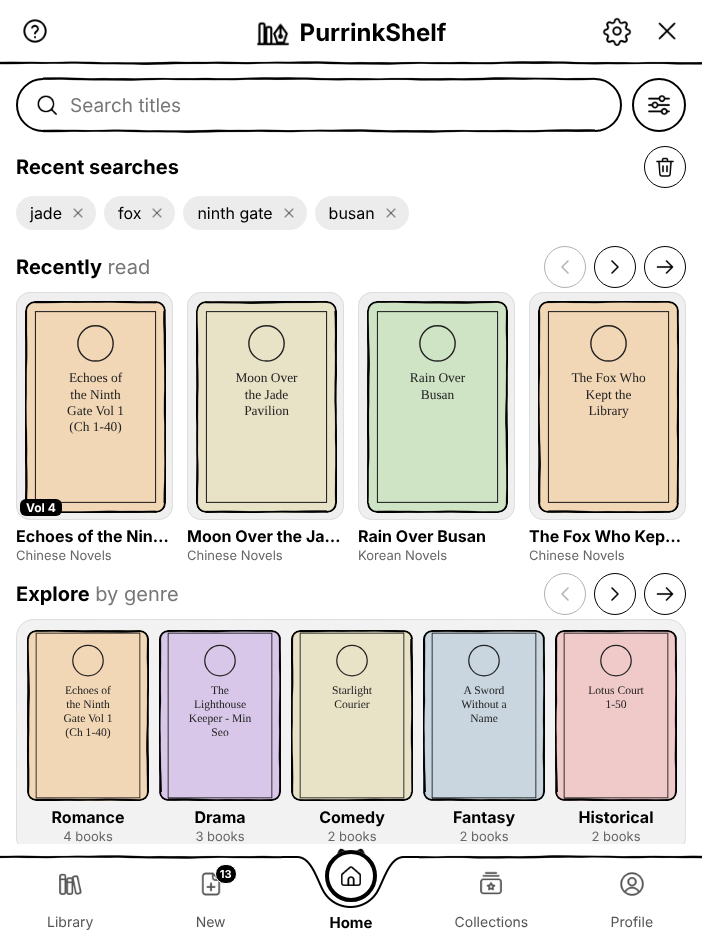 PurrinkShelf
Search titles
Recent searches
jade
fox
ninth gate
busan
Recently read
Echoes of
the Ninth
Gate Vol 1
(Ch 1-40)
Vol 4
Moon Over
the Jade
Pavilion
Rain Over
Busan
The Fox Who
Kept the
Library
Echoes of the Nin...
Chinese Novels
Moon Over the Ja...
Chinese Novels
Rain Over Busan
Korean Novels
The Fox Who Kep...
Chinese Novels
Explore by genre
Echoes of
the Ninth
Gate Vol 1
(Ch 1-40)
The
Lighthouse
Keeper - Min
Seo
Starlight
Courier
A Sword
Without a
Name
Lotus Court
1-50
Romance
4 books
Drama
3 books
Comedy
2 books
Fantasy
2 books
Historical
2 books
Library
13
New
Home
Collections
Profile